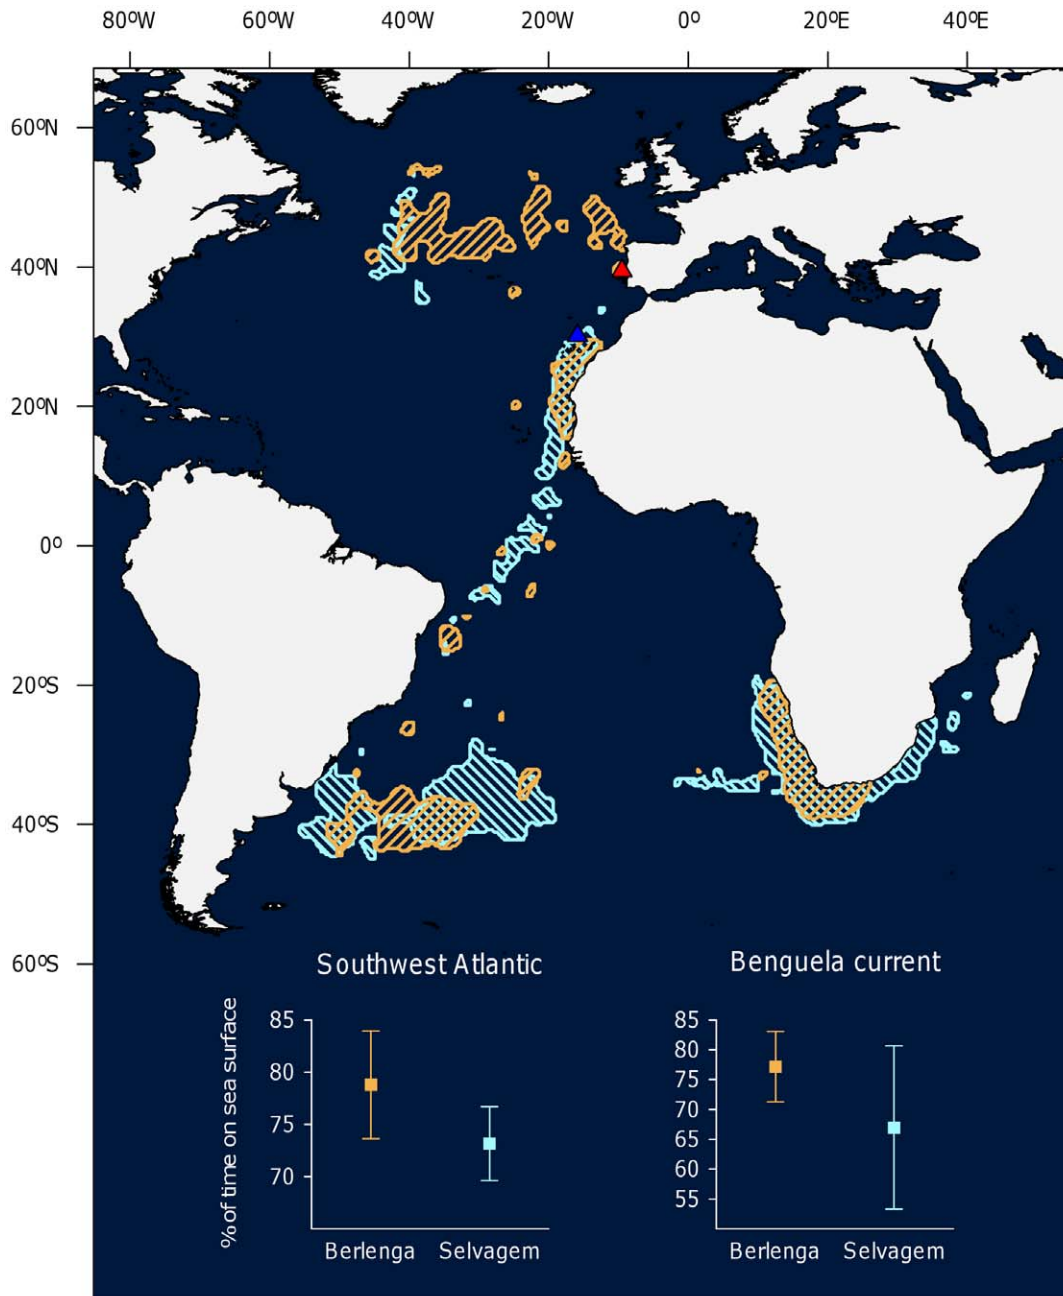 80ºW 60ºW 40ºW 20ºW 0º 20ºE 40ºE
60ºN
40ºN
20ºN
0º
20ºS
40ºS
60ºS
Southwest Atlantic
Benguela current
% of time on sea surface
85
80
75
70
Berlenga Selvagem
85
80
75
70
65
60
55
Berlenga Selvagem